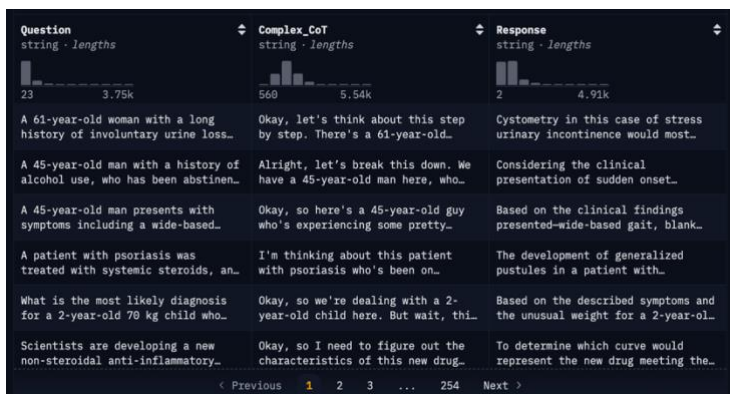 Question Complex_CoT Response
string · lengths string · lengths string · lengths
23 3.75k 560 5.54k 2 4.91k
A 61-year-old woman with a long
history of involuntary urine loss…
Okay, let's think about this step
by step. There's a 61-year-old…
Cystometry in this case of stress
urinary incontinence would most…
A 45-year-old man with a history of
alcohol use, who has been abstinen…
Alright, let’s break this down. We
have a 45-year-old man here, who…
Considering the clinical
presentation of sudden onset…
A 45-year-old man presents with
symptoms including a wide-based…
Okay, so here's a 45-year-old guy
who's experiencing some pretty…
Based on the clinical findings
presented—wide-based gait, blank…
A patient with psoriasis was
treated with systemic steroids, an…
I'm thinking about this patient
with psoriasis who's been on…
The development of generalized
pustules in a patient with…
What is the most likely diagnosis
for a 2-year-old 70 kg child who…
Okay, so we're dealing with a 2-
year-old child here. But wait, thi…
Based on the described symptoms and
the unusual weight for a 2-year-ol…
Scientists are developing a new
non-steroidal anti-inflammatory…
Okay, so I need to figure out the
characteristics of this new drug…
To determine which curve would
represent the new drug meeting the…
< Previous 1 2 3 ... 254 Next >